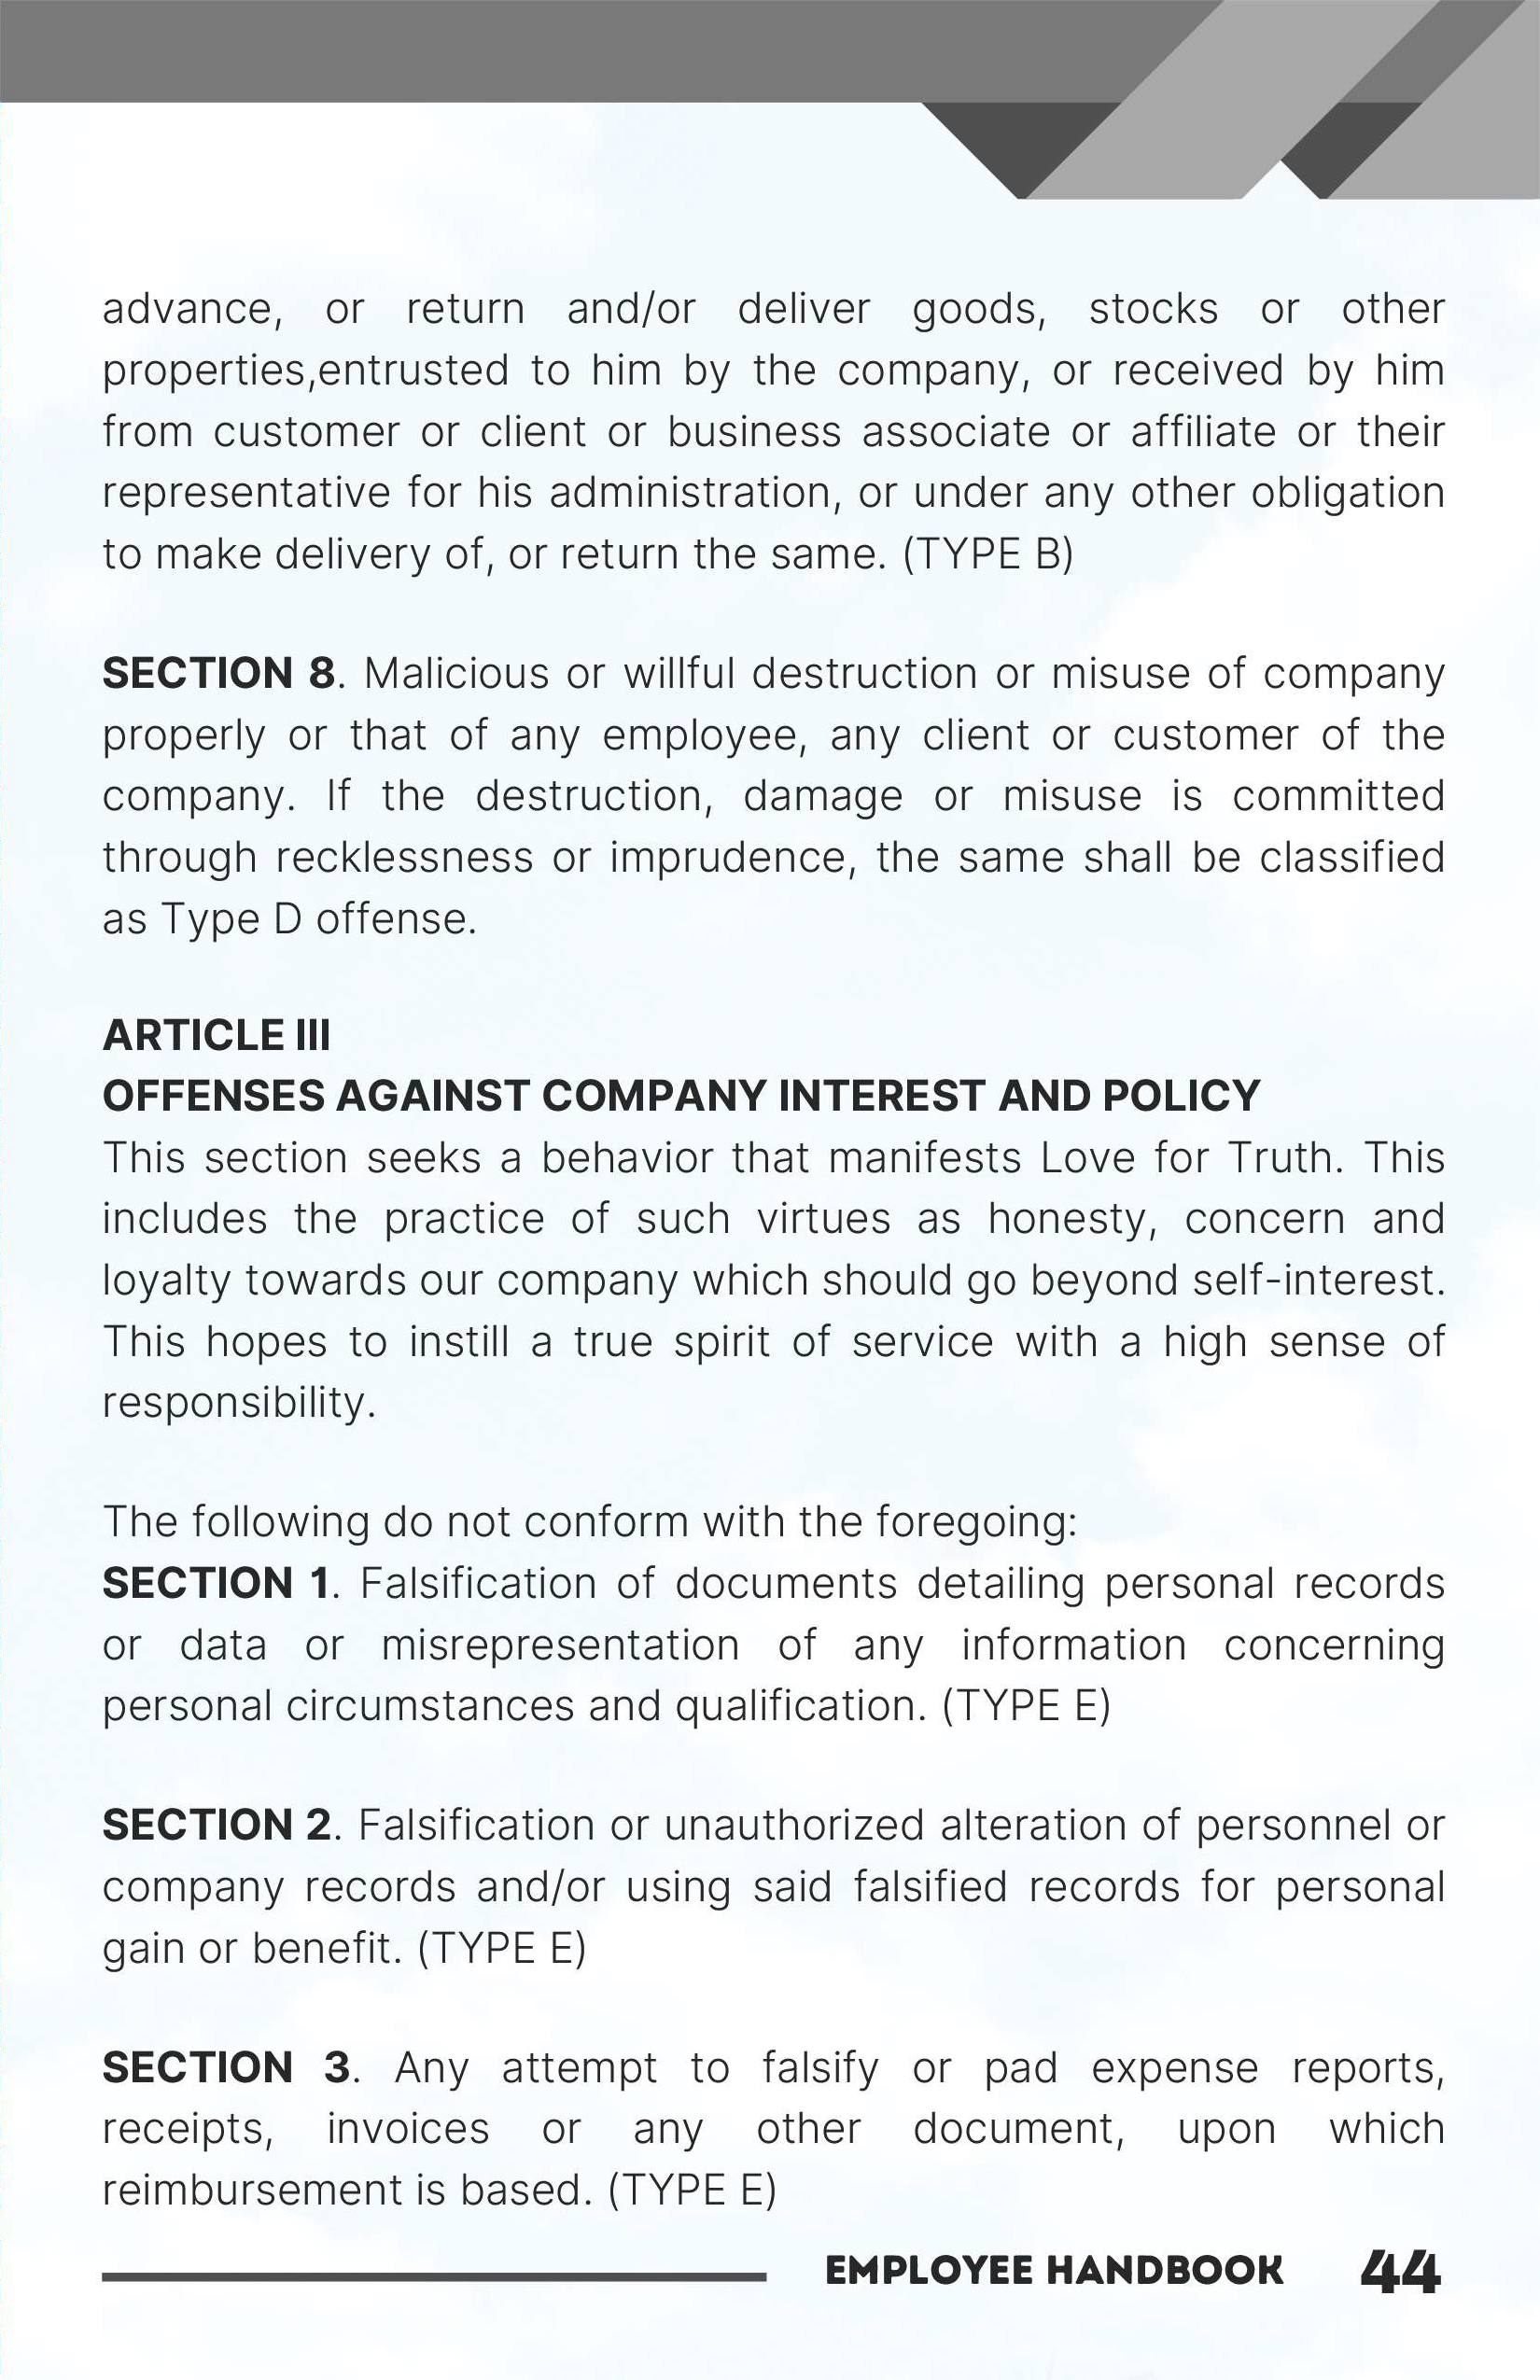 advance, or return and/or deliver goods, stocks or other
properties,entrusted to him by the company, or received by him
from customer or client or business associate or affiliate or their
representative for his administration, or under any other obligation
to make delivery of, or return the same. (TYPE B)
SECTION 8. Malicious or willful destruction or misuse of company
properly or that of any employee, any client or customer of the
company. If the destruction, damage or misuse is committed
through recklessness or imprudence, the same shall be classified
as Type D offense.
ARTICLE III
OFFENSES AGAINST COMPANY INTEREST AND POLICY
This section seeks a behavior that manifests Love for Truth. This
includes the practice of such virtues as honesty, concern and
loyalty towards our company which should go beyond self-interest.
This hopes to instill a true spirit of service with a high sense of
responsibility.
The following do not conform with the foregoing:
SECTION 1. Falsification of documents detailing personal records
or data or misrepresentation of any information concerning
personal circumstances and qualification. (TYPE E)
SECTION 2. Falsification or unauthorized alteration of personnel or
company records and/or using said falsified records for personal
gain or benefit. (TYPE E)
SECTION 3. Any attempt to falsify or pad expense reports,
receipts, invoices or any other document, upon which
reimbursement is based. (TYPE E)
EMPLOYEE HANDBOOK 44